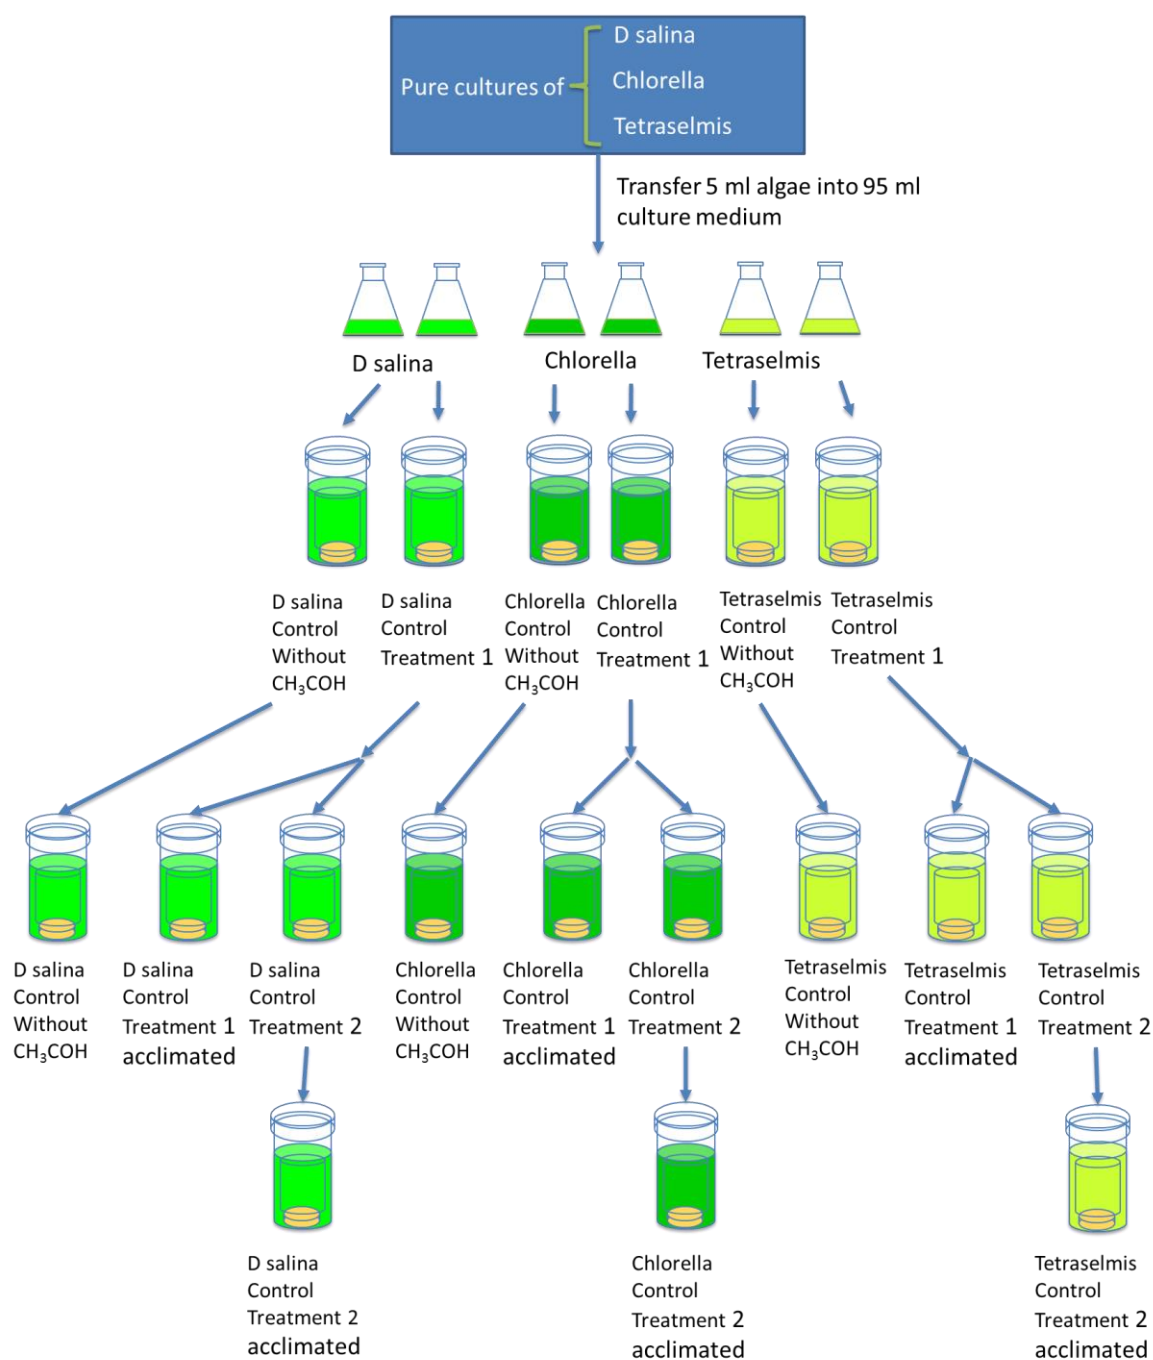 Pure cultures of
D salina
Chlorella
Tetraselmis
Transfer 5 ml algae into 95 ml
culture medium
D salina
Chlorella
Tetraselmis
D salina
Control
Without
CH₃COH
D salina
Control
Treatment 1
Chlorella
Control
Without
CH₃COH
Chlorella
Control
Treatment 1
Tetraselmis
Control
Without
CH₃COH
Tetraselmis
Control
Treatment 1
D salina
Control
Without
CH₃COH
D salina
Control
Treatment 1
acclimated
D salina
Control
Treatment 2
Chlorella
Control
Without
CH₃COH
Chlorella
Control
Treatment 1
acclimated
Chlorella
Control
Treatment 2
Tetraselmis
Control
Without
CH₃COH
Tetraselmis
Control
Treatment 1
acclimated
Tetraselmis
Control
Treatment 2
D salina
Control
Treatment 2
acclimated
Chlorella
Control
Treatment 2
acclimated
Tetraselmis
Control
Treatment 2
acclimated